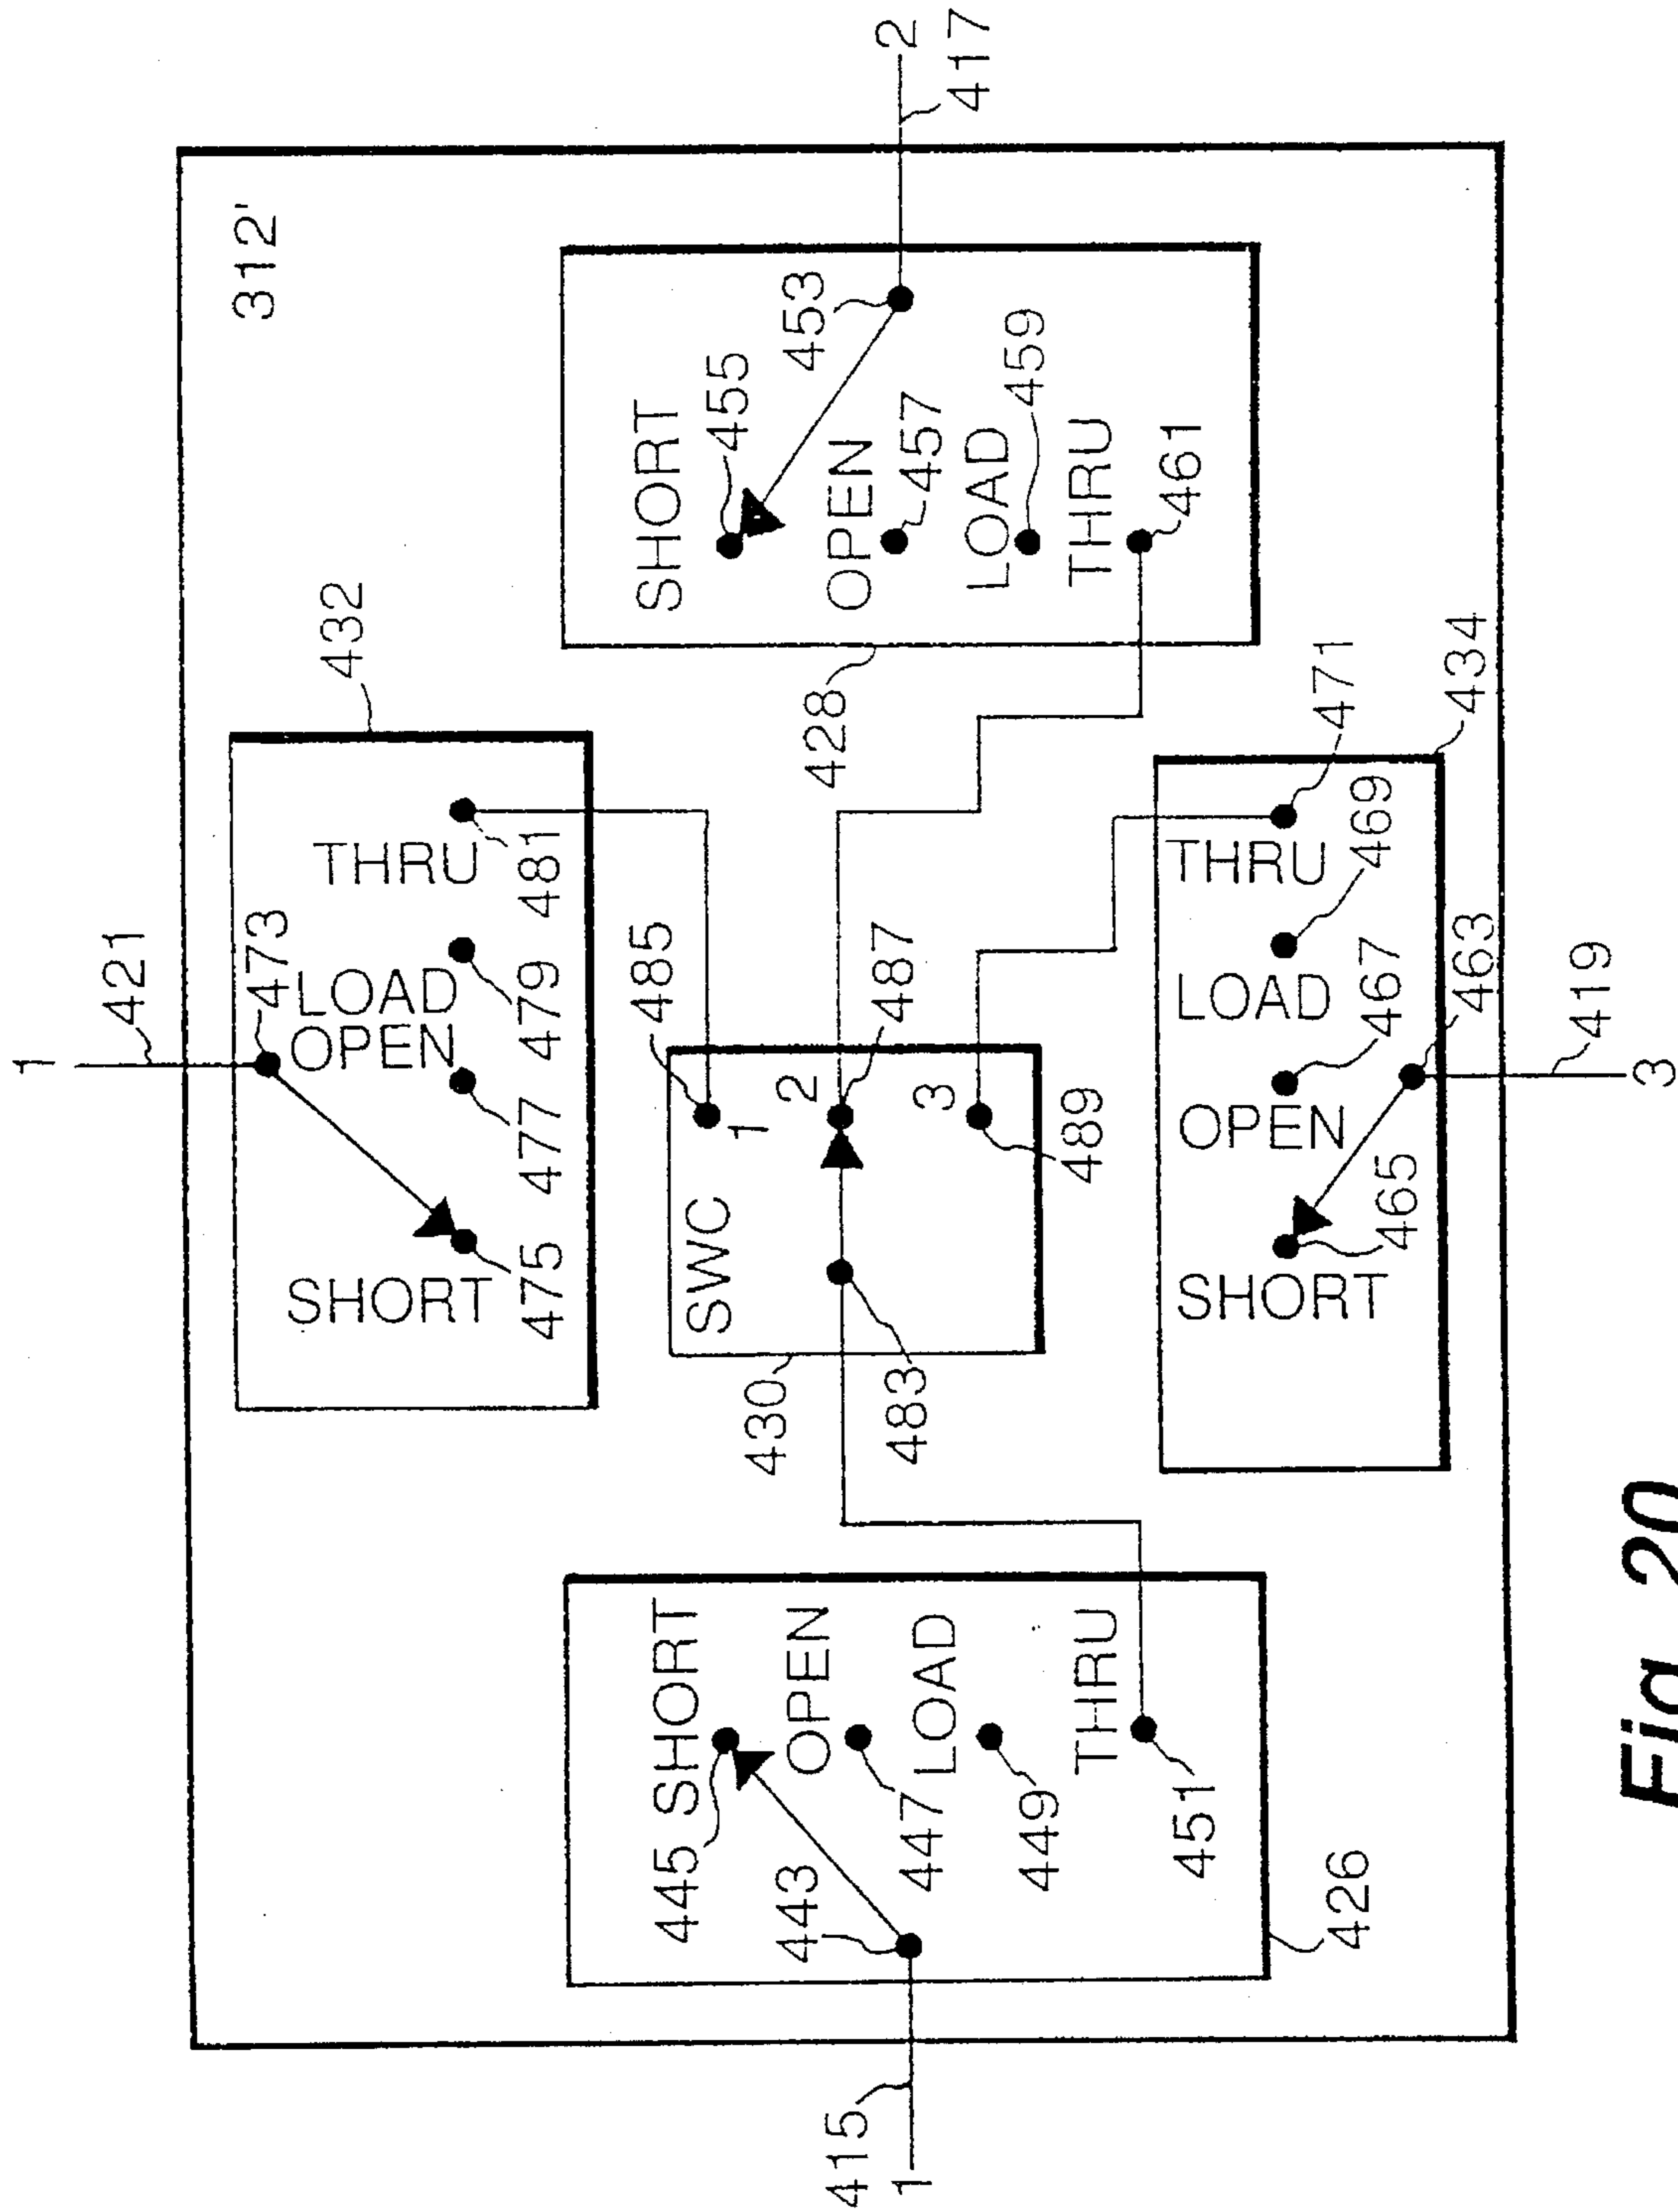 1
421
312'
432
473
THRU
LOAD
OPEN
SHORT
481
479
477
475
485
SWC
1
2
3
487
489
430
483
445
SHORT
443
OPEN
447
LOAD
449
THRU
451
426
415
1
SHORT
455
453
OPEN
457
LOAD
459
THRU
461
428
2
417
THRU
471
434
LOAD
469
OPEN
467
463
SHORT
465
419
3
Fig. 20